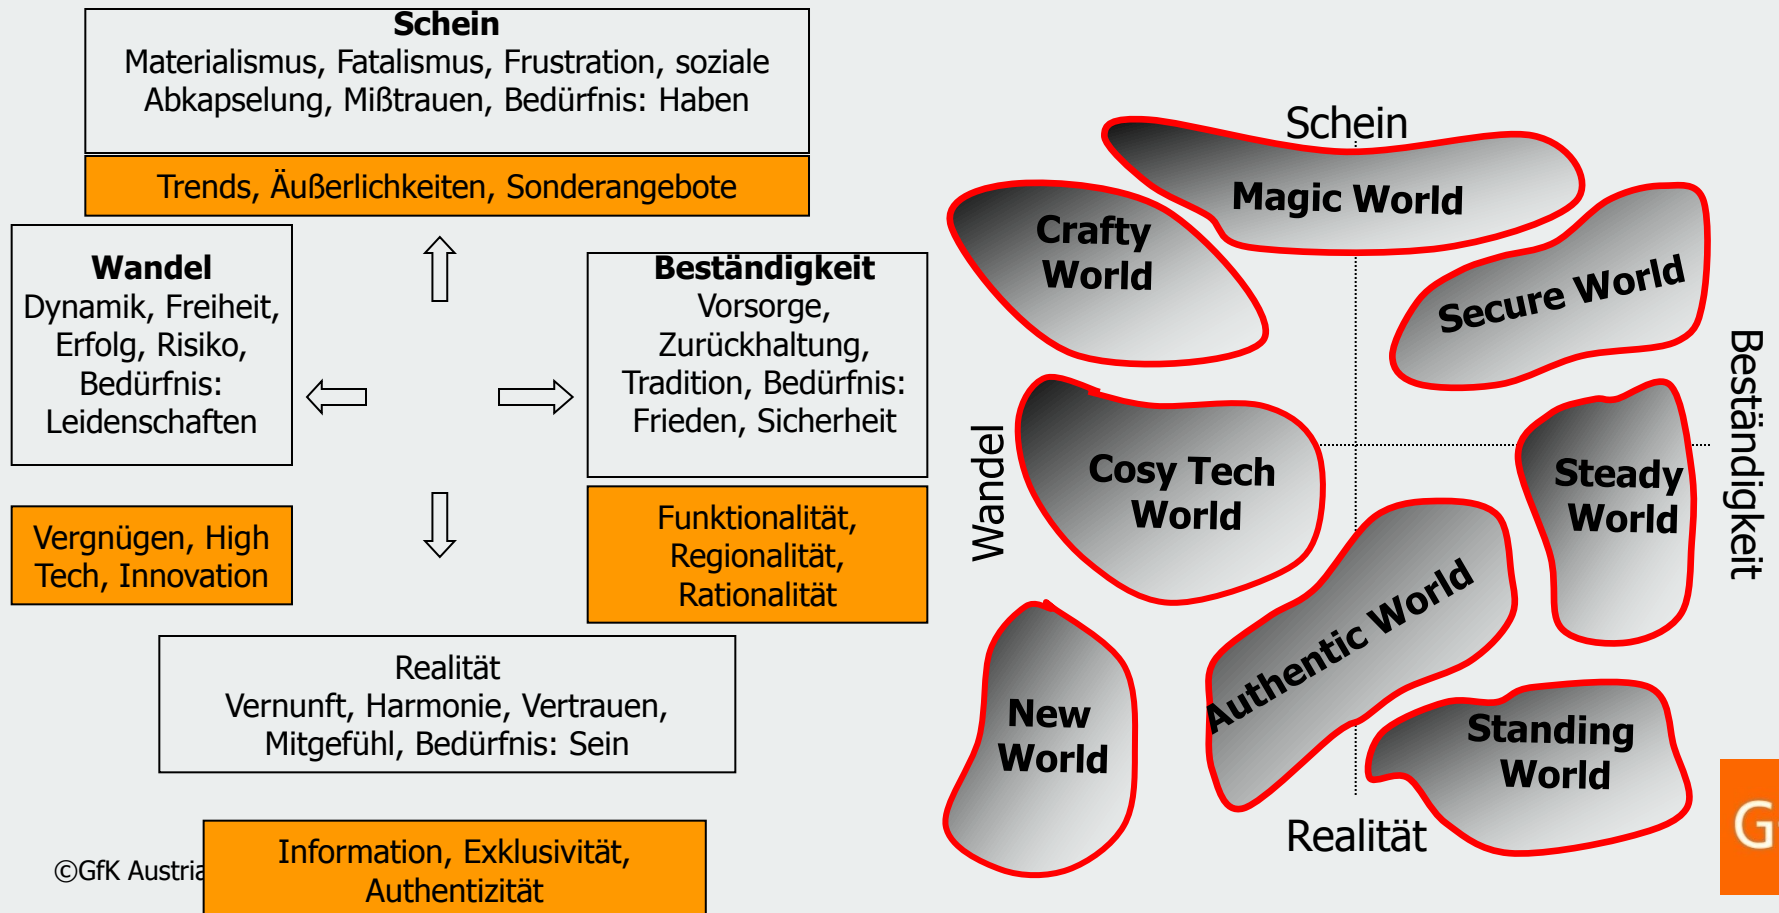 Schein
Materialismus, Fatalismus, Frustration, soziale
Abkapselung, Mißtrauen, Bedürfnis: Haben
Trends, Äußerlichkeiten, Sonderangebote
Wandel
Dynamik, Freiheit,
Erfolg, Risiko,
Bedürfnis:
Leidenschaften
Beständigkeit
Vorsorge,
Zurückhaltung,
Tradition, Bedürfnis:
Frieden, Sicherheit
Vergnügen, High
Tech, Innovation
Funktionalität,
Regionalität,
Rationalität
Realität
Vernunft, Harmonie, Vertrauen,
Mitgefühl, Bedürfnis: Sein
Information, Exklusivität,
Authentizität
©GfK Austria
Schein
Magic World
Crafty
World
Secure World
Wandel
Beständigkeit
Cosy Tech
World
Steady
World
Authentic World
New
World
Standing
World
Realität
G